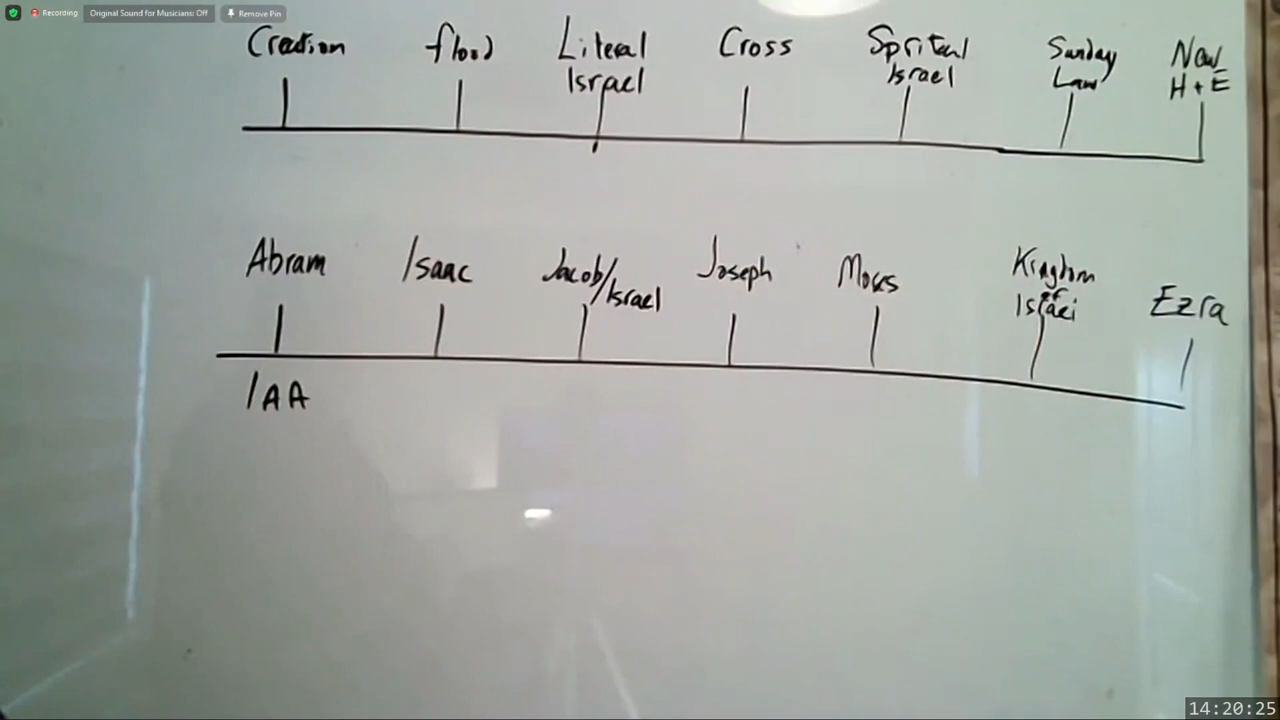 Recording
Original Sound for Musicians: Off
Remove Pin
Creation flood Literal Cross Spritual Sunday New
Israel Israel Law H + E
Abram Isaac Jacob/Israel Joseph Moses Kingdom Ezra
of
Israel
IAA
14:20:25